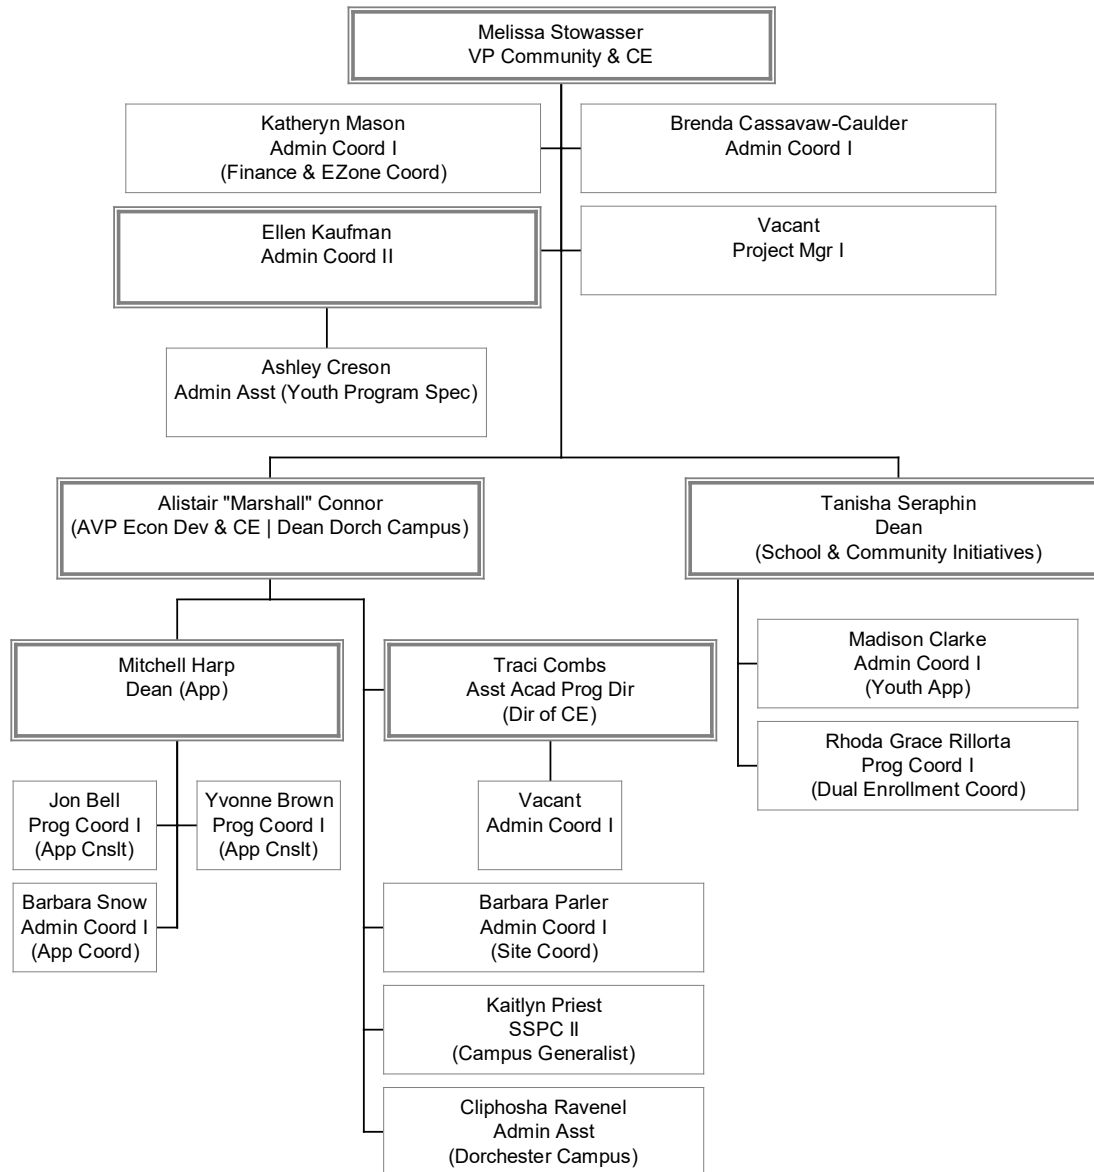 Melissa Stowasser
VP Community & CE
Katheryn Mason
Admin Coord I
(Finance & EZone Coord)
Brenda Cassavaw-Caulder
Admin Coord I
Ellen Kaufman
Admin Coord II
Vacant
Project Mgr I
Ashley Creson
Admin Asst (Youth Program Spec)
Alistair "Marshall" Connor
(AVP Econ Dev & CE | Dean Dorch Campus)
Tanisha Seraphin
Dean
(School & Community Initiatives)
Mitchell Harp
Dean (App)
Traci Combs
Asst Acad Prog Dir
(Dir of CE)
Madison Clarke
Admin Coord I
(Youth App)
Rhoda Grace Rillorta
Prog Coord I
(Dual Enrollment Coord)
Jon Bell
Prog Coord I
(App Cnslt)
Yvonne Brown
Prog Coord I
(App Cnslt)
Vacant
Admin Coord I
Barbara Snow
Admin Coord I
(App Coord)
Barbara Parler
Admin Coord I
(Site Coord)
Kaitlyn Priest
SSPC II
(Campus Generalist)
Cliphosha Ravenel
Admin Asst
(Dorchester Campus)